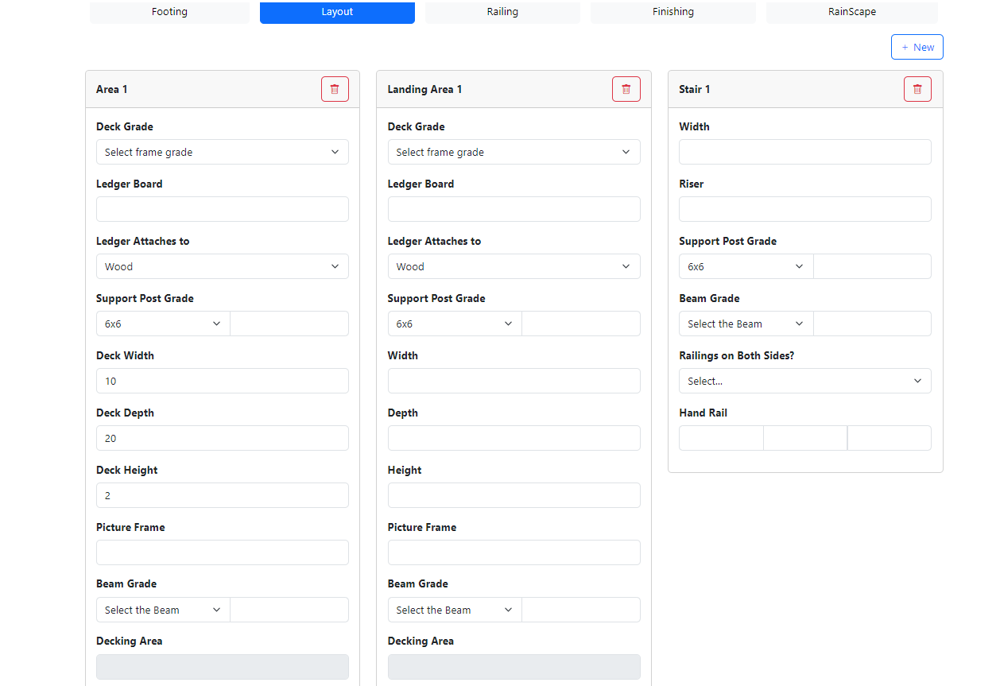 Footing
Layout
Railing
Finishing
RainScape
+ New
Area 1
Deck Grade
Select frame grade
Ledger Board
Ledger Attaches to
Wood
Support Post Grade
6x6
Deck Width
10
Deck Depth
20
Deck Height
2
Picture Frame
Beam Grade
Select the Beam
Decking Area
Landing Area 1
Deck Grade
Select frame grade
Ledger Board
Ledger Attaches to
Wood
Support Post Grade
6x6
Width
Depth
Height
Picture Frame
Beam Grade
Select the Beam
Decking Area
Stair 1
Width
Riser
Support Post Grade
6x6
Beam Grade
Select the Beam
Railings on Both Sides?
Select...
Hand Rail